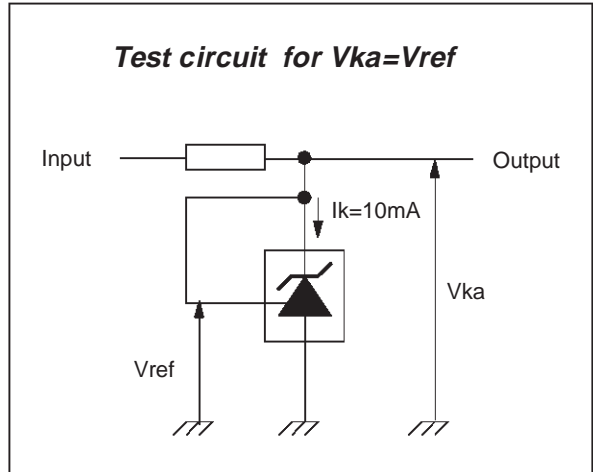 Test circuit for Vka=Vref
Input
Output
Ik=10mA
Vka
Vref